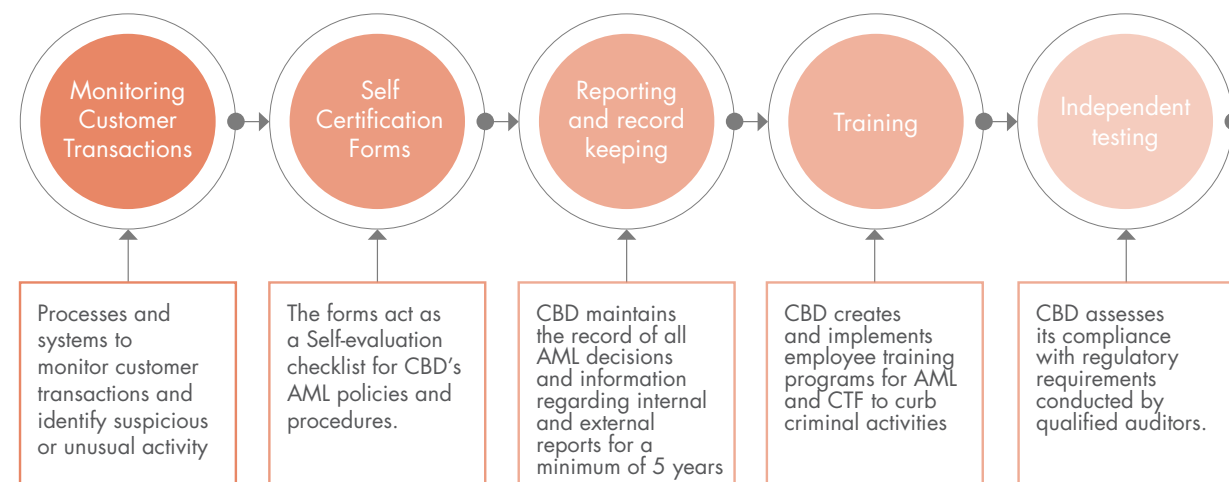 Monitoring
Customer
Transactions
Self
Certification
Forms
Reporting
and record
keeping
Training
Independent
testing
Processes and
systems to
monitor customer
transactions and
identify suspicious
or unusual activity
The forms act as
a Self-evaluation
checklist for CBD's
AML policies and
procedures.
CBD maintains
the record of all
AML decisions
and information
regarding internal
and external
reports for a
minimum of 5 years
CBD creates
and implements
employee training
programs for AML
and CTF to curb
criminal activities
CBD assesses
its compliance
with regulatory
requirements
conducted by
qualified auditors.